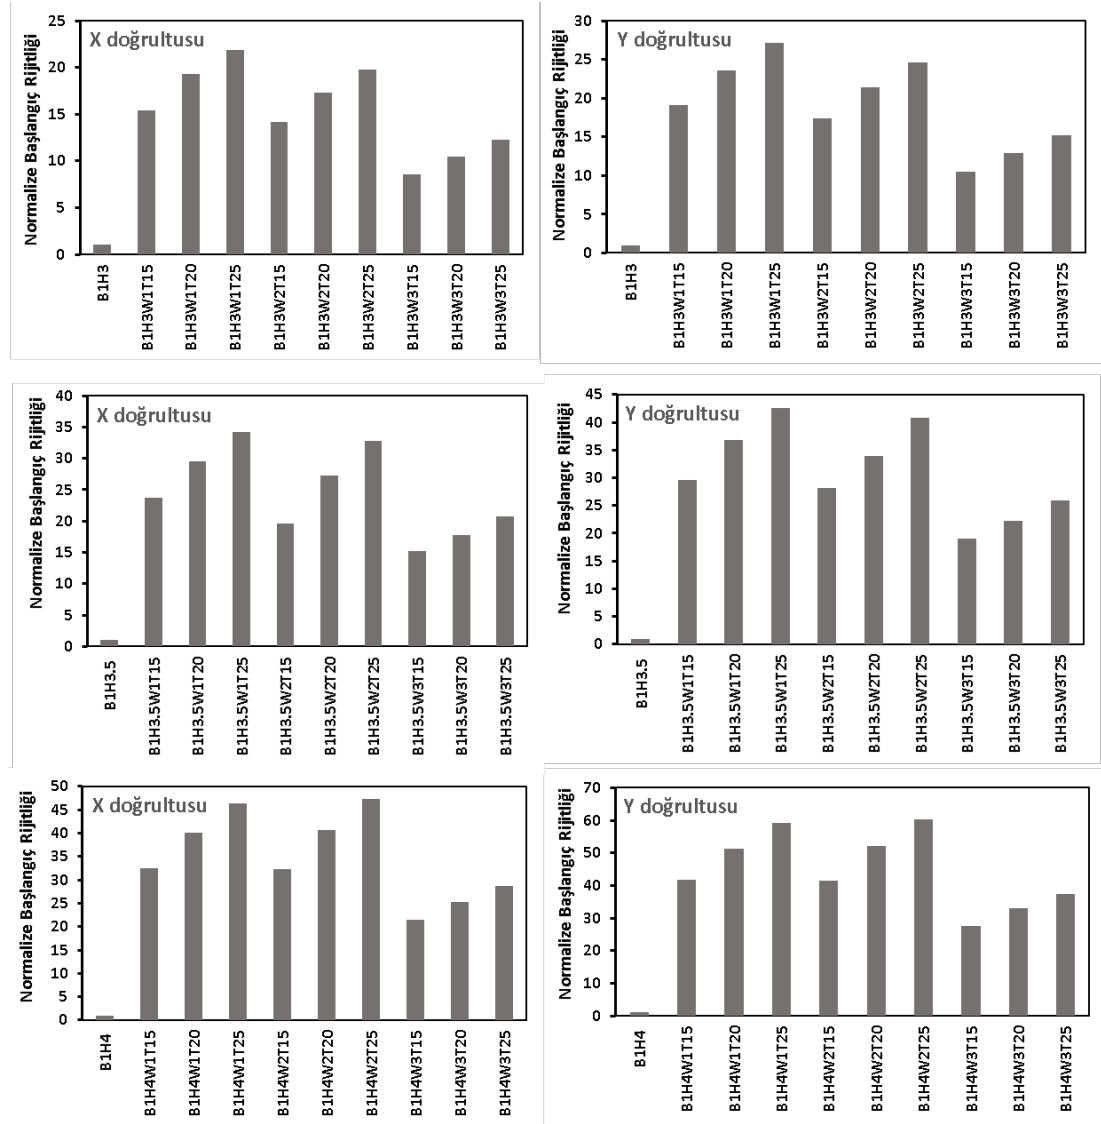 X doğrultusu
Normalize Başlangıç Rijitliği
25
20
15
10
5
0
B1H3
B1H3W1T15
B1H3W1T20
B1H3W1T25
B1H3W2T15
B1H3W2T20
B1H3W2T25
B1H3W3T15
B1H3W3T20
B1H3W3T25
Y doğrultusu
Normalize Başlangıç Rijitliği
30
25
20
15
10
5
0
B1H3
B1H3W1T15
B1H3W1T20
B1H3W1T25
B1H3W2T15
B1H3W2T20
B1H3W2T25
B1H3W3T15
B1H3W3T20
B1H3W3T25
X doğrultusu
Normalize Başlangıç Rijitliği
40
35
30
25
20
15
10
5
0
B1H3.5
B1H3.5W1T15
B1H3.5W1T20
B1H3.5W1T25
B1H3.5W2T15
B1H3.5W2T20
B1H3.5W2T25
B1H3.5W3T15
B1H3.5W3T20
B1H3.5W3T25
Y doğrultusu
Normalize Başlangıç Rijitliği
45
40
35
30
25
20
15
10
5
0
B1H3.5
B1H3.5W1T15
B1H3.5W1T20
B1H3.5W1T25
B1H3.5W2T15
B1H3.5W2T20
B1H3.5W2T25
B1H3.5W3T15
B1H3.5W3T20
B1H3.5W3T25
X doğrultusu
Normalize Başlangıç Rijitliği
50
45
40
35
30
25
20
15
10
5
0
B1H4
B1H4W1T15
B1H4W1T20
B1H4W1T25
B1H4W2T15
B1H4W2T20
B1H4W2T25
B1H4W3T15
B1H4W3T20
B1H4W3T25
Y doğrultusu
Normalize Başlangıç Rijitliği
70
60
50
40
30
20
10
0
B1H4
B1H4W1T15
B1H4W1T20
B1H4W1T25
B1H4W2T15
B1H4W2T20
B1H4W2T25
B1H4W3T15
B1H4W3T20
B1H4W3T25